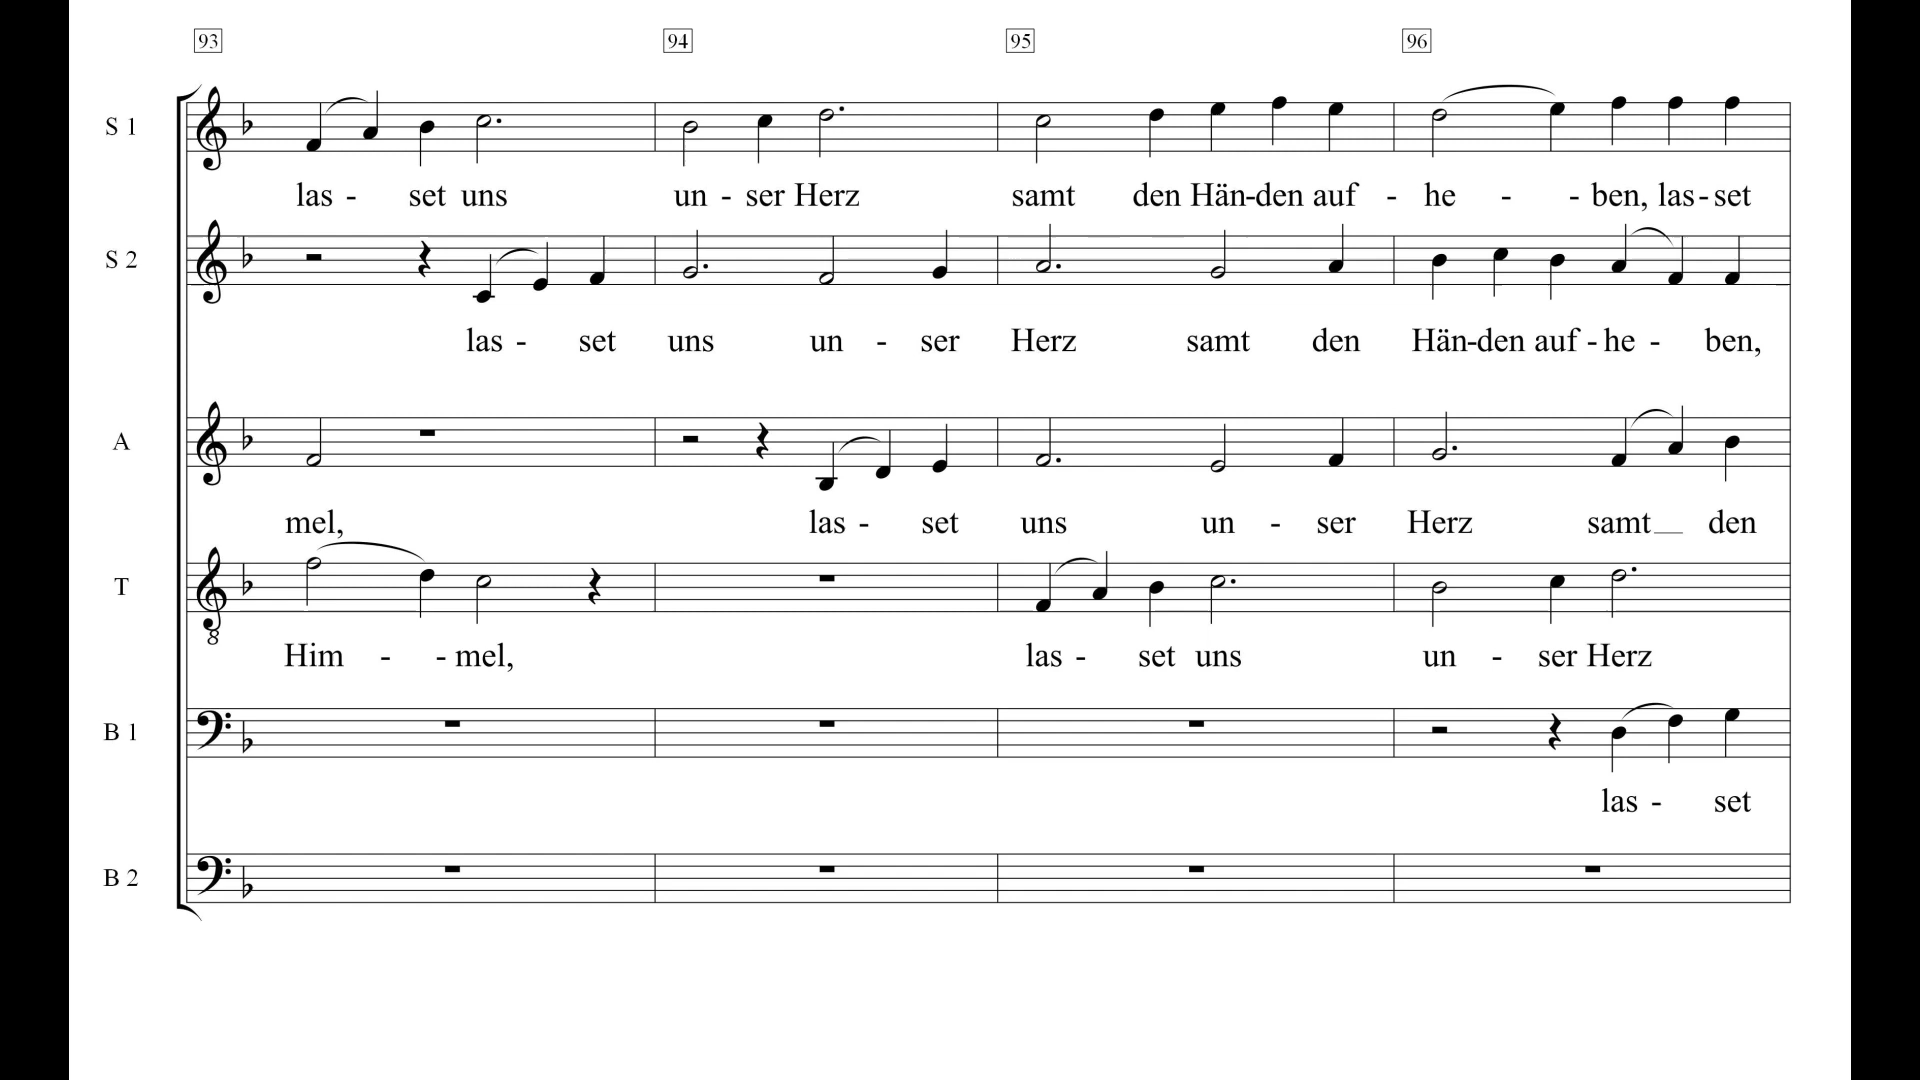 93 94 95 96
S 1
las - set uns un - ser Herz samt den Hän-den auf - he - - ben, las-set
S 2
las - set uns un - ser Herz samt den Hän-den auf - he - ben,
A
mel, las - set uns un - ser Herz samt__ den
T
8
Him - - mel, las - set uns un - ser Herz
B 1
las - set
B 2